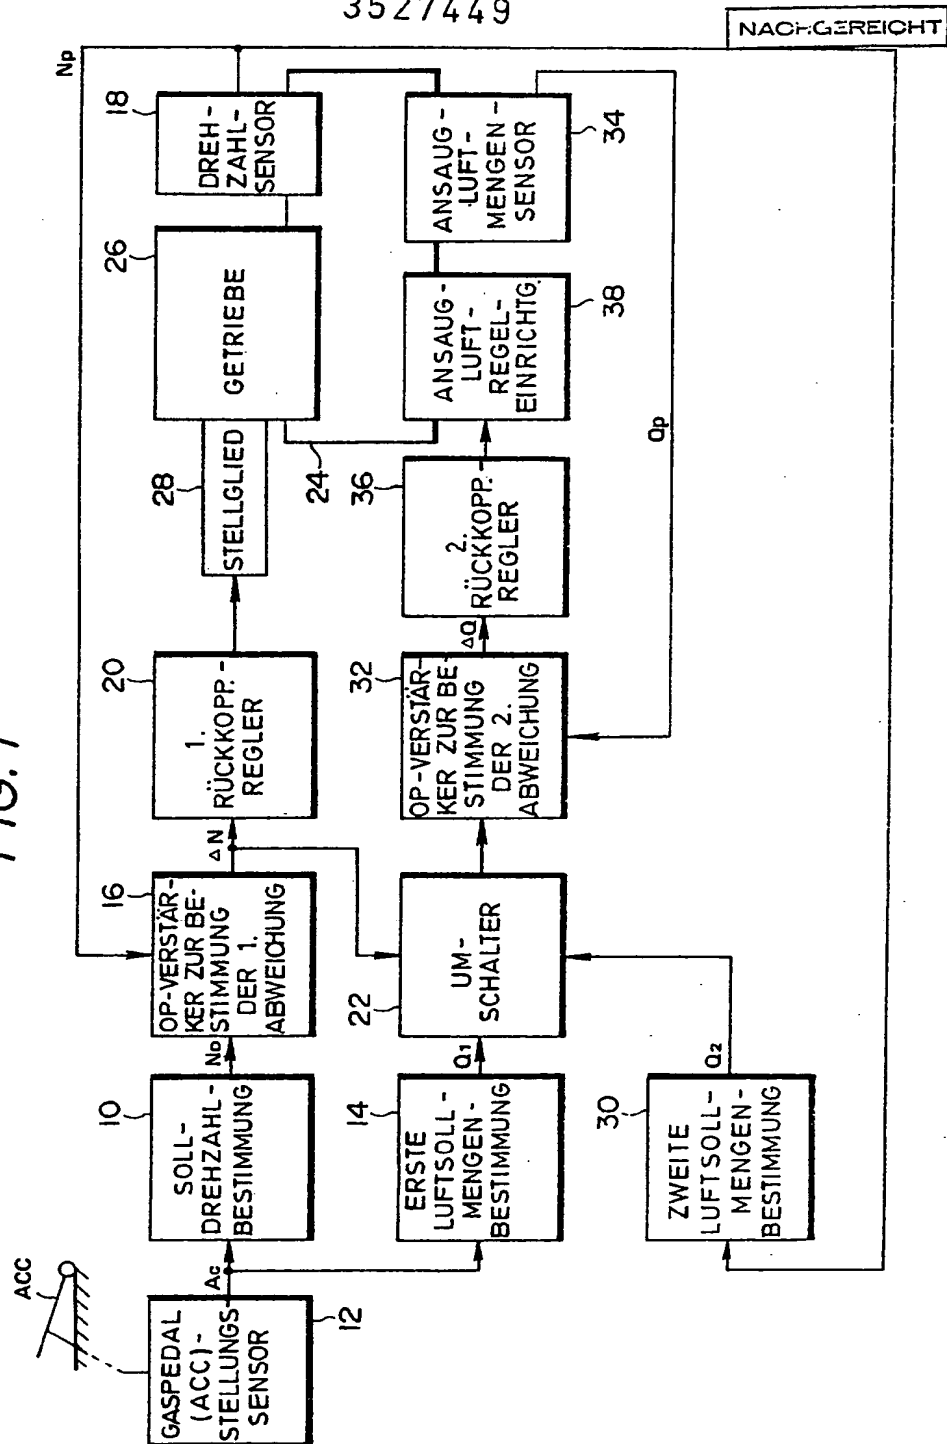 3527449
NACHGEREICHT
FIG. 1
ACC
GASPEDAL
(ACC)-
STELLUNGS
SENSOR
12
Ac
SOLL-
DREHZAHL-
BESTIMMUNG
10
ND
OP-VERSTÄR-
KER ZUR BE-
STIMMUNG
DER 1.
ABWEICHUNG
16
ΔN
1.
RÜCKKOPP.-
REGLER
20
STELLGLIED
28
GETRIEBE
26
DREH-
ZAHL-
SENSOR
18
Np
24
ERSTE
LUFTSOLL-
MENGEN-
BESTIMMUNG
14
Q1
UM-
SCHALTER
22
OP-VERSTÄR-
KER ZUR BE-
STIMMUNG
DER 2.
ABWEICHUNG
32
ΔQ
2.
RÜCKKOPP.-
REGLER
36
ANSAUG-
LUFT-
REGEL-
EINRICHTG.
38
ANSAUG-
LUFT-
MENGEN-
SENSOR
34
Qp
ZWEITE
LUFTSOLL-
MENGEN-
BESTIMMUNG
30
Q2